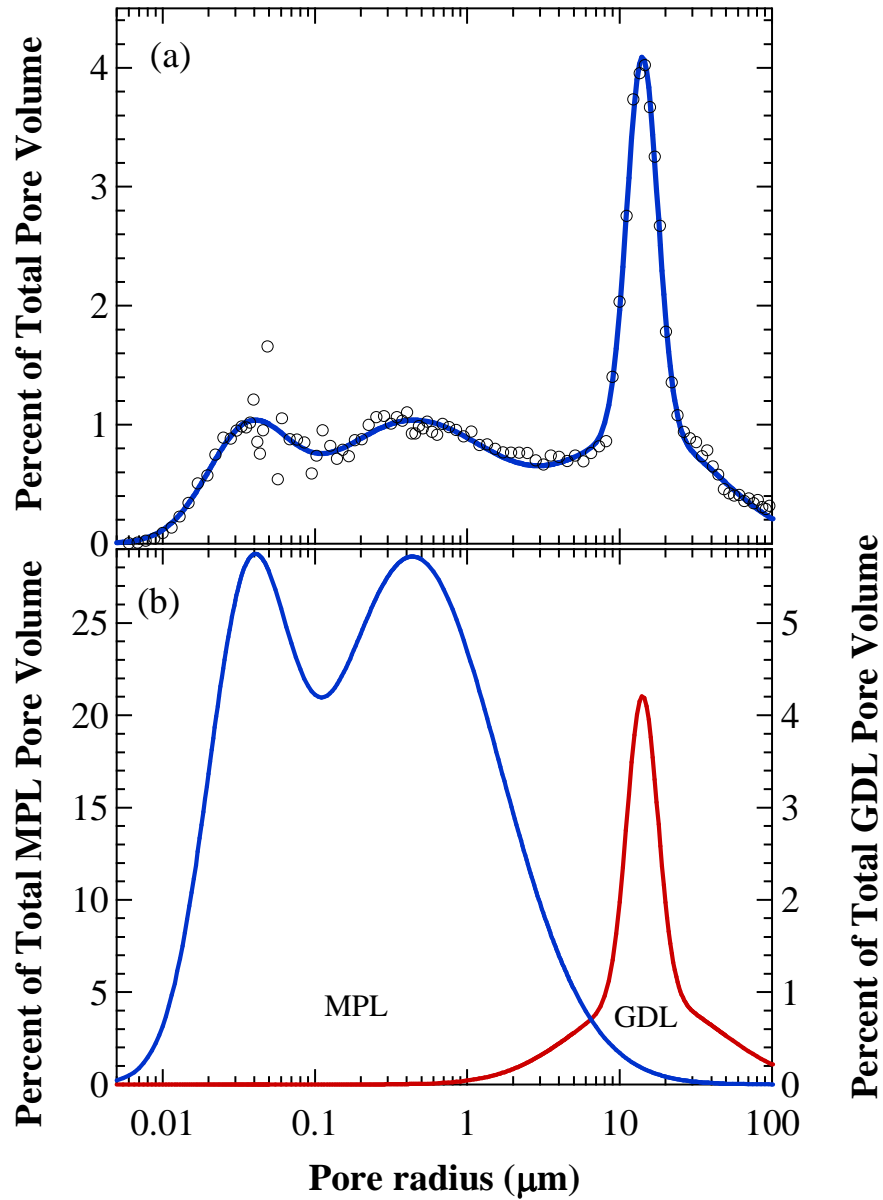 (a)
Percent of Total Pore Volume
4
3
2
1
0
(b)
Percent of Total MPL Pore Volume
25
20
15
10
5
0
MPL
GDL
5
4
3
2
1
0
Percent of Total GDL Pore Volume
0.01 0.1 1 10 100
Pore radius (μm)